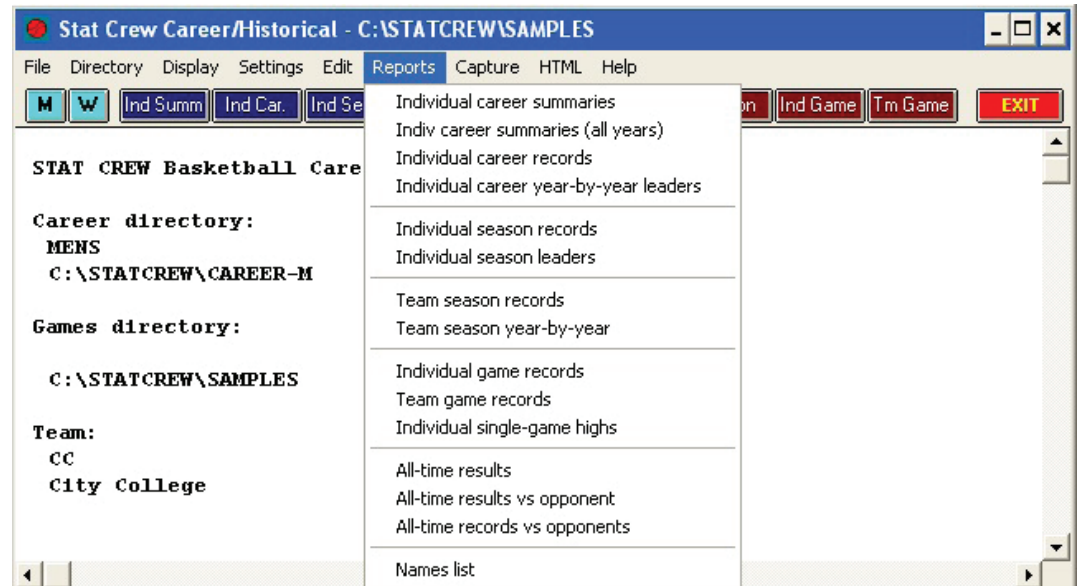 Stat Crew Career/Historical - C:\STATCREW\SAMPLES
File Directory Display Settings Edit Reports Capture HTML Help
M W Ind Summ Ind Car. Ind Se on Ind Game Tm Game EXIT
Individual career summaries
Indiv career summaries (all years)
Individual career records
Individual career year-by-year leaders
Individual season records
Individual season leaders
Team season records
Team season year-by-year
Individual game records
Team game records
Individual single-game highs
All-time results
All-time results vs opponent
All-time records vs opponents
Names list
STAT CREW Basketball Care
Career directory:
MENS
C:\STATCREW\CAREER-M
Games directory:
C:\STATCREW\SAMPLES
Team:
CC
City College